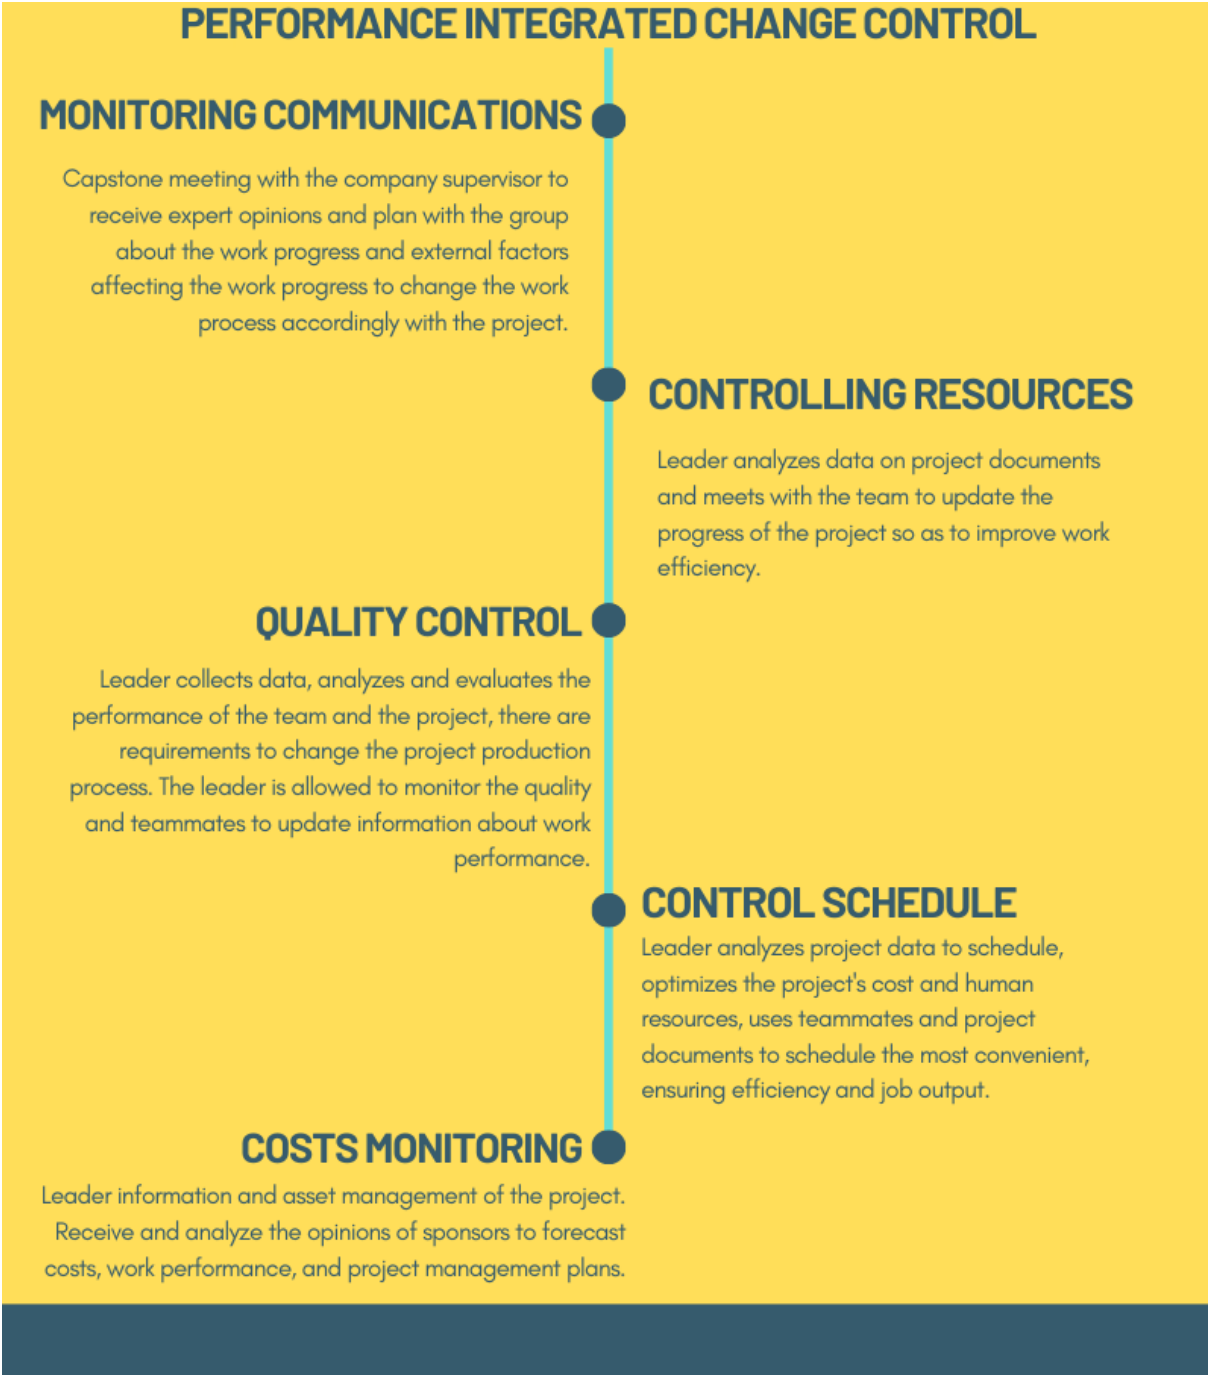 PERFORMANCE INTEGRATED CHANGE CONTROL
MONITORING COMMUNICATIONS
Capstone meeting with the company supervisor to
receive expert opinions and plan with the group
about the work progress and external factors
affecting the work progress to change the work
process accordingly with the project.
CONTROLLING RESOURCES
Leader analyzes data on project documents
and meets with the team to update the
progress of the project so as to improve work
efficiency.
QUALITY CONTROL
Leader collects data, analyzes and evaluates the
performance of the team and the project, there are
requirements to change the project production
process. The leader is allowed to monitor the quality
and teammates to update information about work
performance.
CONTROL SCHEDULE
Leader analyzes project data to schedule,
optimizes the project's cost and human
resources, uses teammates and project
documents to schedule the most convenient,
ensuring efficiency and job output.
COSTS MONITORING
Leader information and asset management of the project.
Receive and analyze the opinions of sponsors to forecast
costs, work performance, and project management plans.